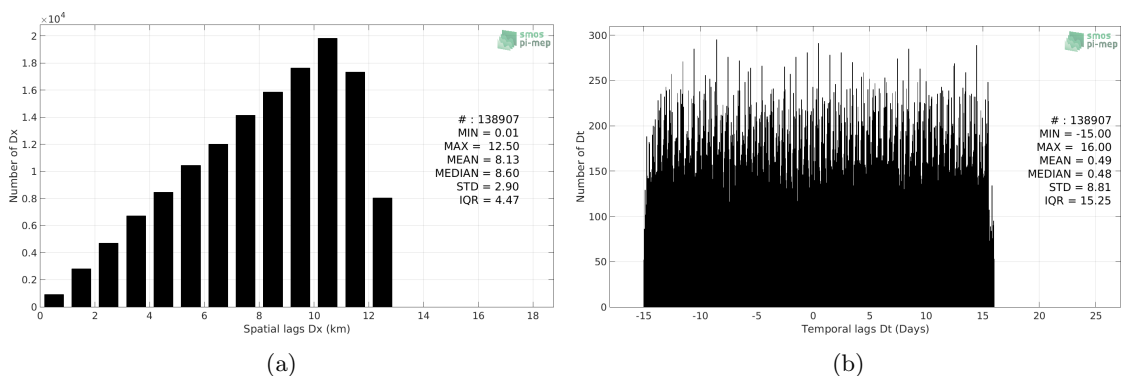 ×10⁴
2
1.8
1.6
1.4
1.2
1
0.8
0.6
0.4
0.2
0
Number of Dx
0 2 4 6 8 10 12 14 16 18
Spatial lags Dx (km)
smos
pi-mep
# : 138907
MIN = 0.01
MAX = 12.50
MEAN = 8.13
MEDIAN = 8.60
STD = 2.90
IQR = 4.47
(a)
300
250
200
150
100
50
0
Number of Dt
-15 -10 -5 0 5 10 15 20 25
Temporal lags Dt (Days)
smos
pi-mep
# : 138907
MIN = -15.00
MAX = 16.00
MEAN = 0.49
MEDIAN = 0.48
STD = 8.81
IQR = 15.25
(b)